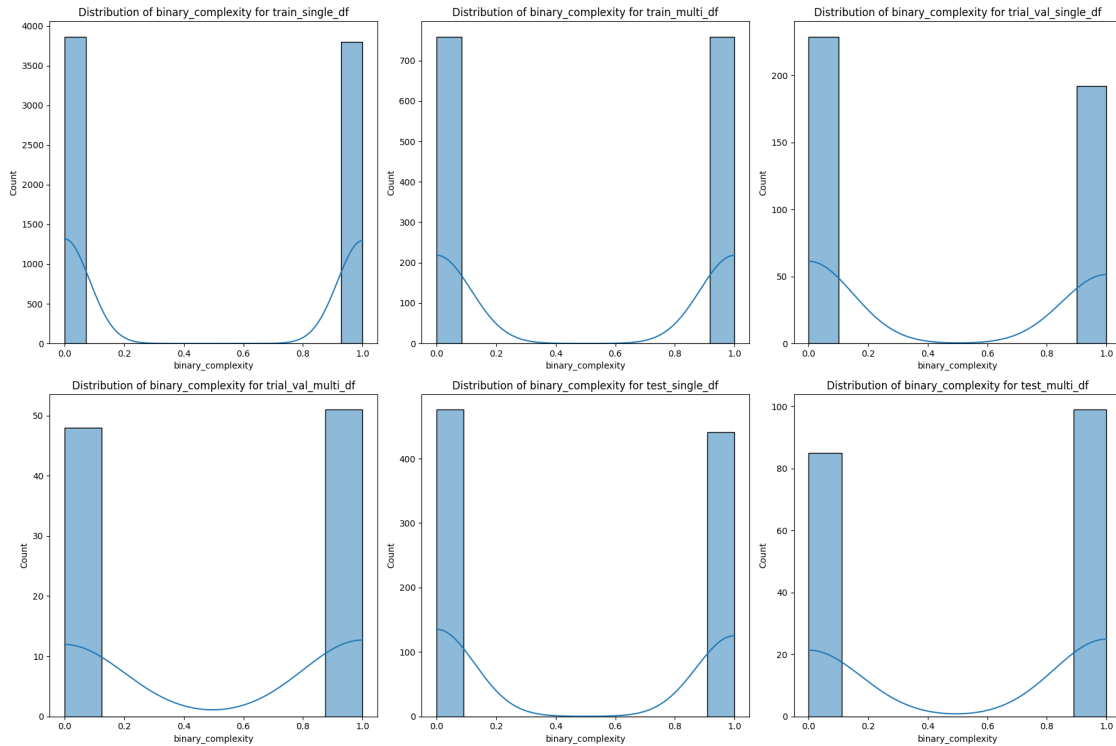 Distribution of binary_complexity for train_single_df
Count
4000
3500
3000
2500
2000
1500
1000
500
0
0.0 0.2 0.4 0.6 0.8 1.0
binary_complexity
Distribution of binary_complexity for train_multi_df
Count
700
600
500
400
300
200
100
0
0.0 0.2 0.4 0.6 0.8 1.0
binary_complexity
Distribution of binary_complexity for trial_val_single_df
Count
200
150
100
50
0
0.0 0.2 0.4 0.6 0.8 1.0
binary_complexity
Distribution of binary_complexity for trial_val_multi_df
Count
50
40
30
20
10
0
0.0 0.2 0.4 0.6 0.8 1.0
binary_complexity
Distribution of binary_complexity for test_single_df
Count
400
300
200
100
0
0.0 0.2 0.4 0.6 0.8 1.0
binary_complexity
Distribution of binary_complexity for test_multi_df
Count
100
80
60
40
20
0
0.0 0.2 0.4 0.6 0.8 1.0
binary_complexity